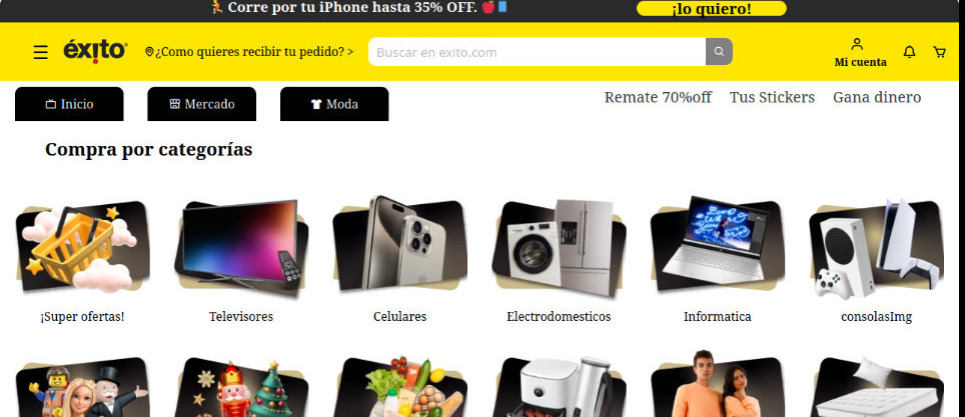 Corre por tu iPhone hasta 35% OFF.
¡lo quiero!
éxito
¿Como quieres recibir tu pedido? >
Buscar en exito.com
Mi cuenta
Inicio
Mercado
Moda
Remate 70%off
Tus Stickers
Gana dinero
Compra por categorías
¡Super ofertas!
Televisores
Celulares
Electrodomesticos
Informatica
consolasImg